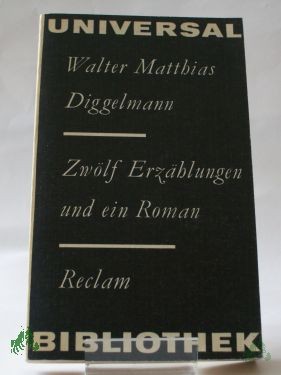 UNIVERSAL
Walter Matthias
Diggelmann
Zwölf Erzählungen
und ein Roman
Reclam
BIBLIOTHEK